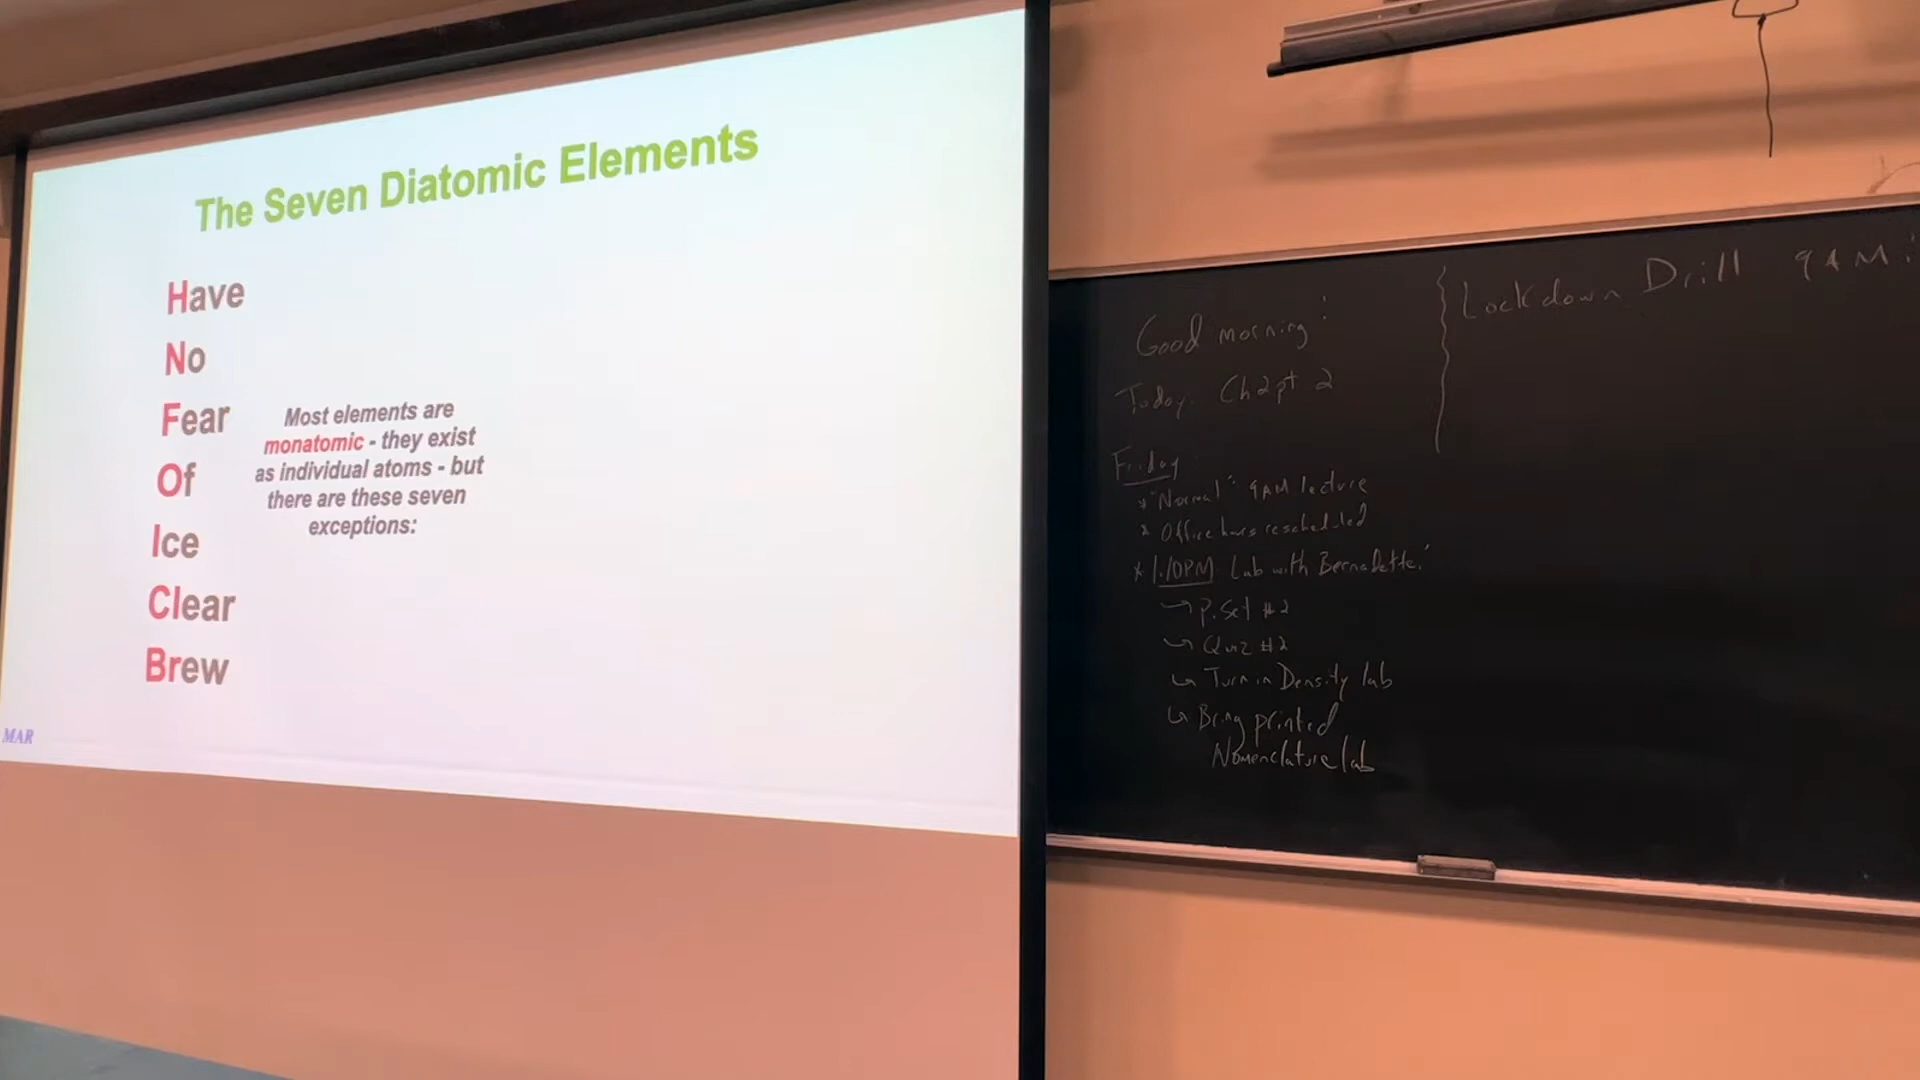 The Seven Diatomic Elements
Have
No
Fear
Of
Ice
Clear
Brew
Most elements are
monatomic - they exist
as individual atoms - but
there are these seven
exceptions:
MAR
Good morning!
Today: Chapt 2
Friday
* "Normal" 9AM lecture
* Office hours rescheduled
* 1:10PM Lab with Bernadette!
↳ P. Set #2
↳ Quiz #2
↳ Turn in Density lab
↳ Bring printed
Nomenclature lab
Lockdown Drill 9AM!